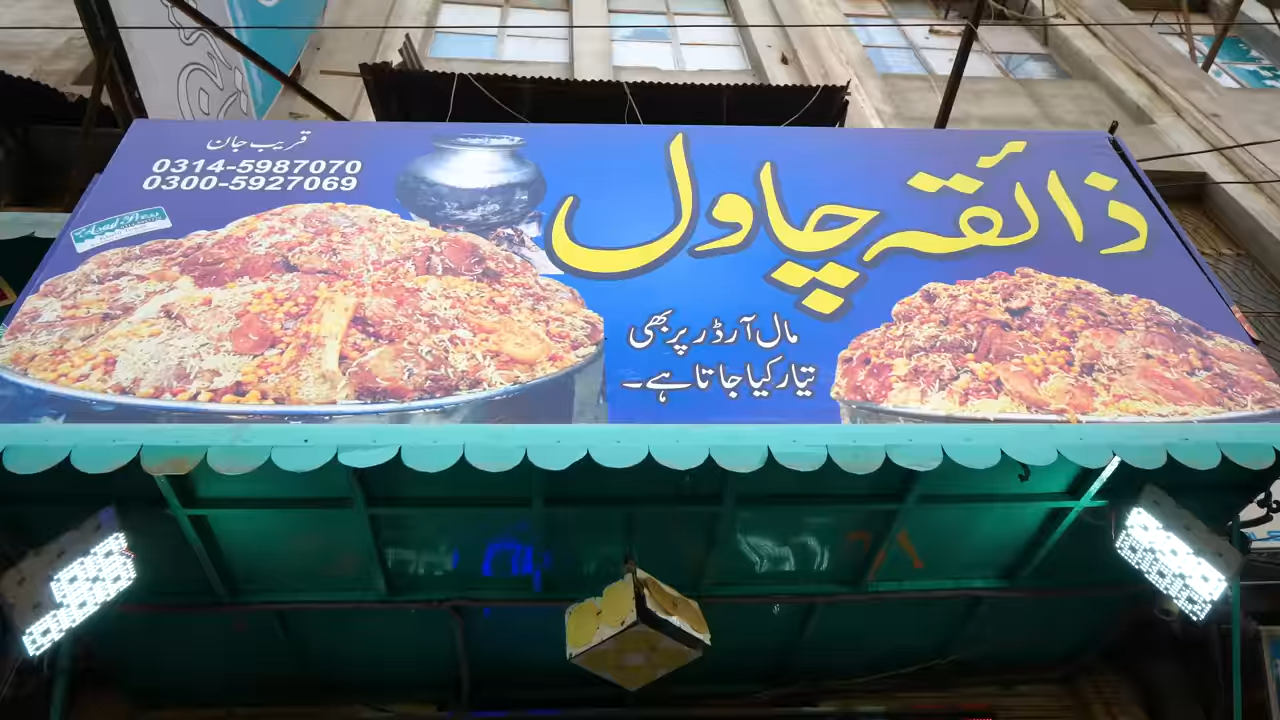 ذائقہ چاول
مال آرڈر پر بھی
تیار کیا جاتا ہے۔
قریب جان
0314-5987070
0300-5927069